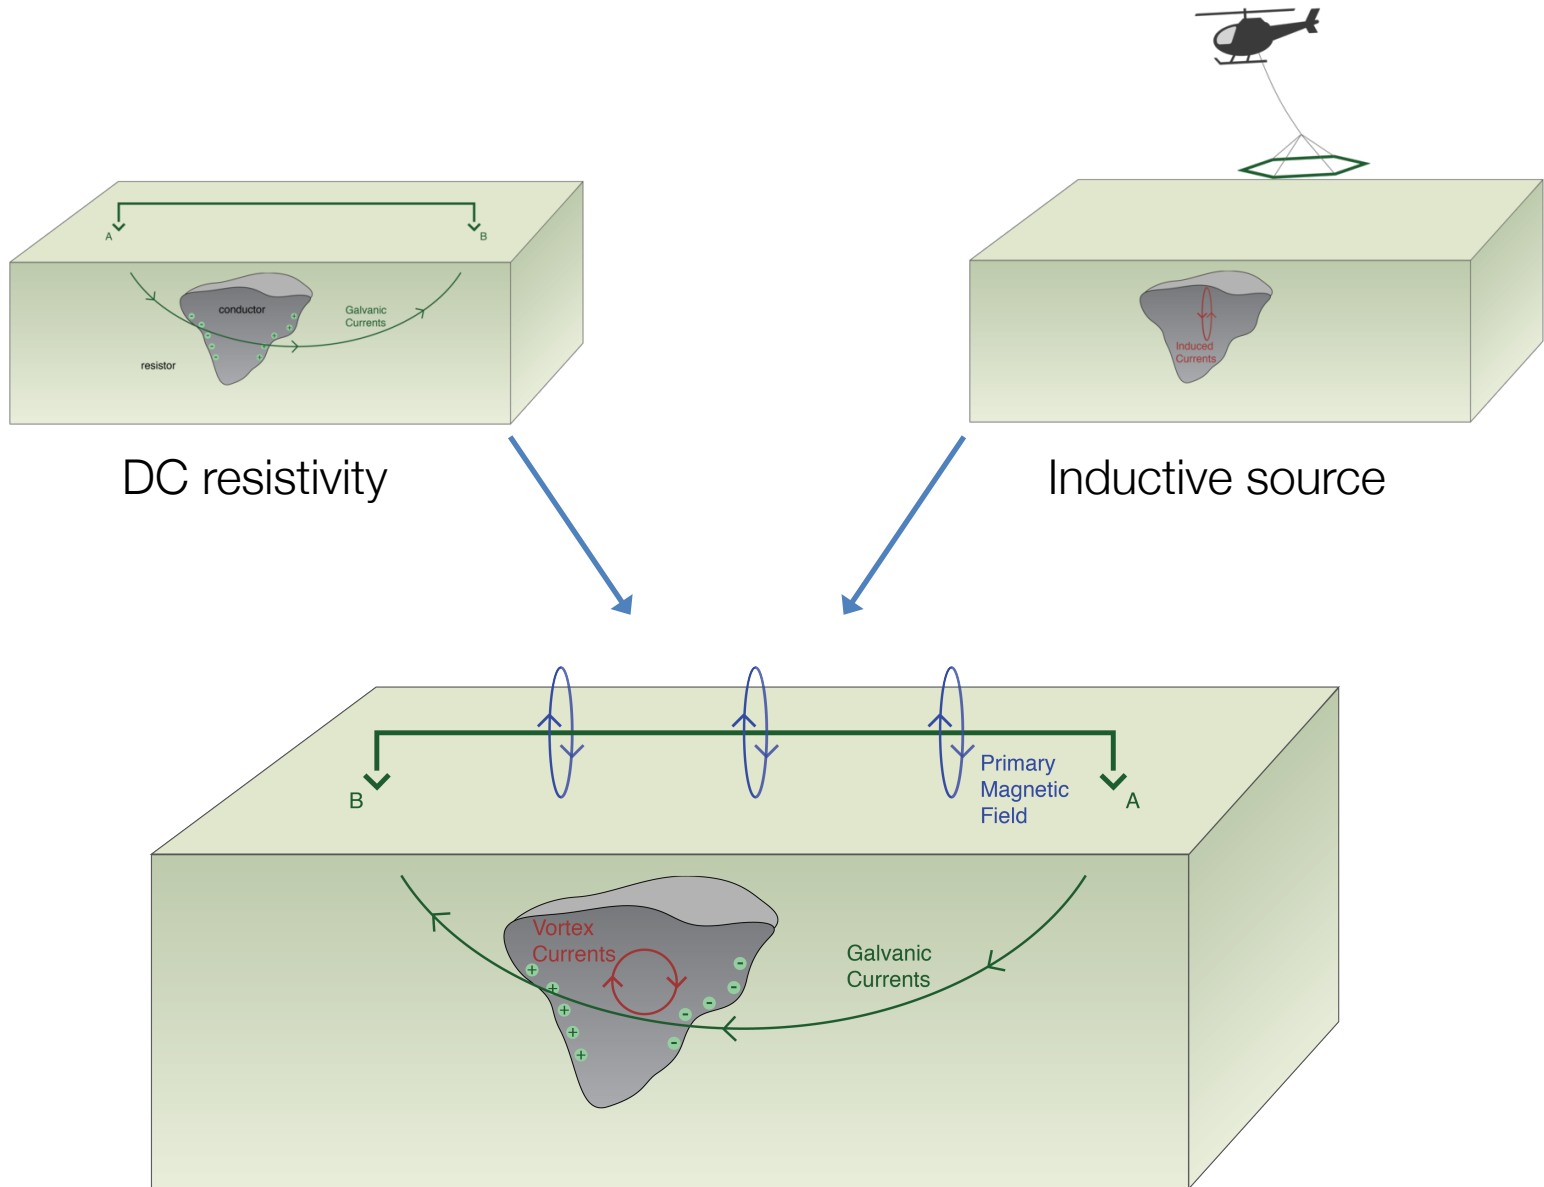 A
B
conductor
Galvanic
Currents
resistor
Induced
Currents
DC resistivity
Inductive source
Primary
Magnetic
Field
B
A
Vortex
Currents
Galvanic
Currents